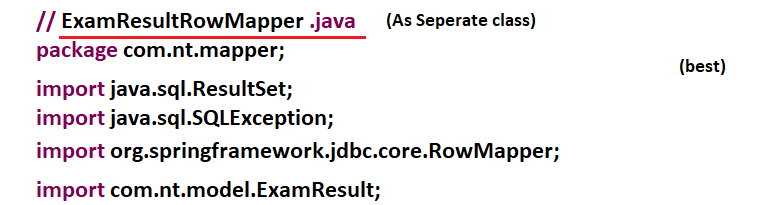 // ExamResultRowMapper .java (As Seperate class)
package com.nt.mapper;
(best)
import java.sql.ResultSet;
import java.sql.SQLException;
import org.springframework.jdbc.core.RowMapper;
import com.nt.model.ExamResult;